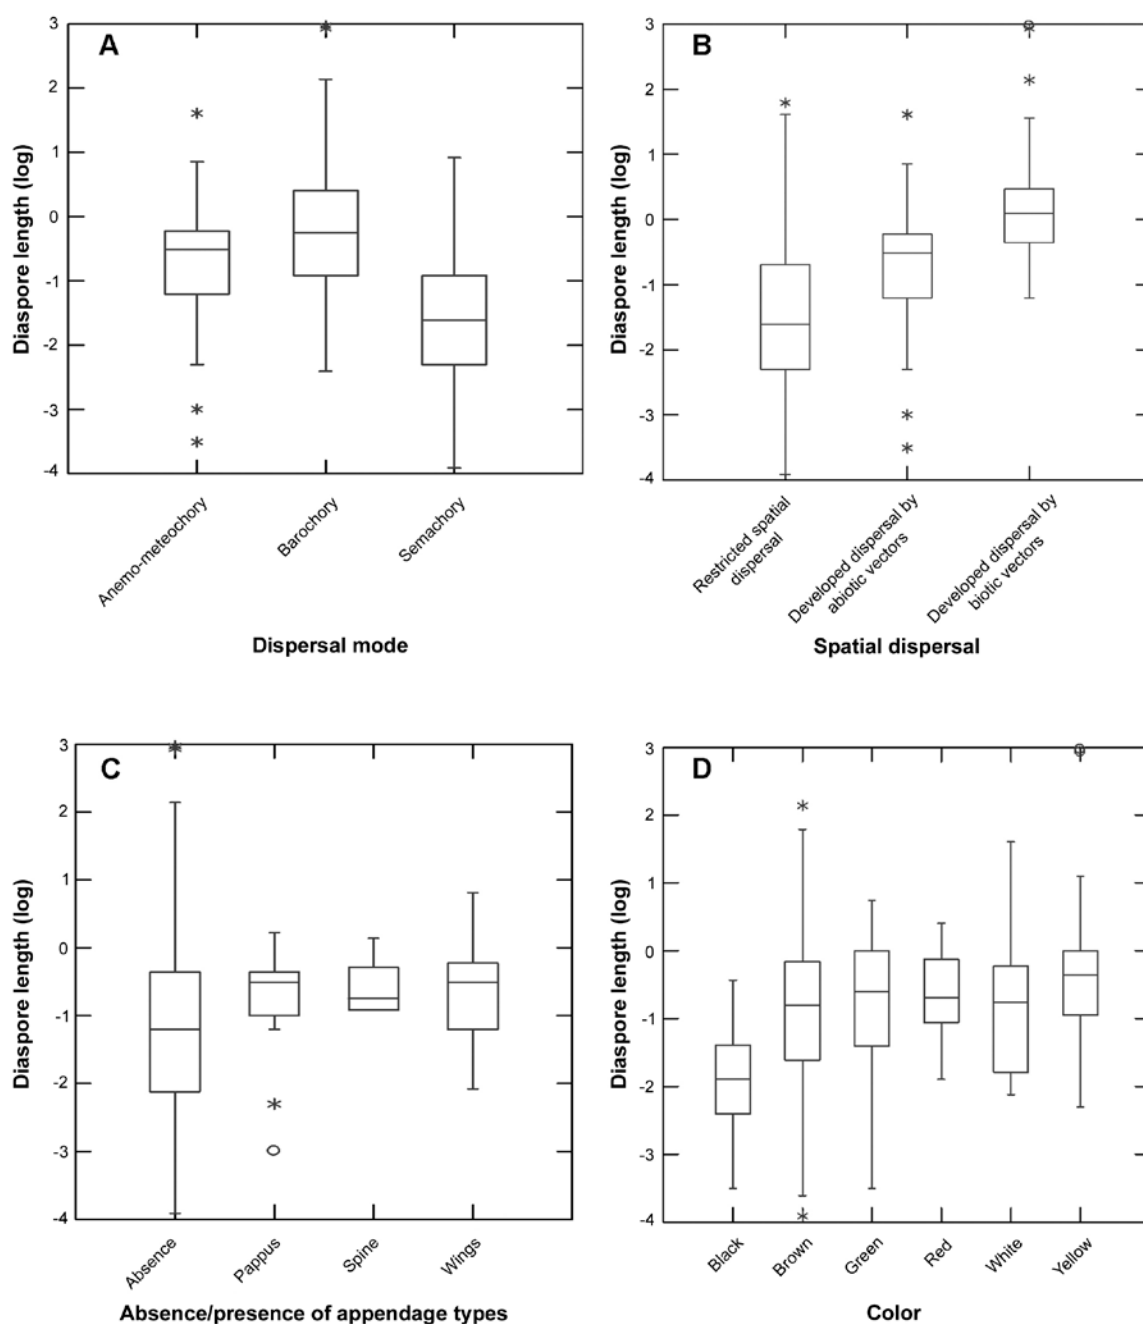 A
Diaspore length (log)
3
2
1
0
-1
-2
-3
-4
Anemo-meteochory
Barochory
Semachory
Dispersal mode
B
Diaspore length (log)
3
2
1
0
-1
-2
-3
-4
Restricted spatial
dispersal
Developed dispersal by
abiotic vectors
Developed dispersal by
biotic vectors
Spatial dispersal
C
Diaspore length (log)
3
2
1
0
-1
-2
-3
-4
Absence
Pappus
Spine
Wings
Absence/presence of appendage types
D
Diaspore length (log)
3
2
1
0
-1
-2
-3
-4
Black
Brown
Green
Red
White
Yellow
Color